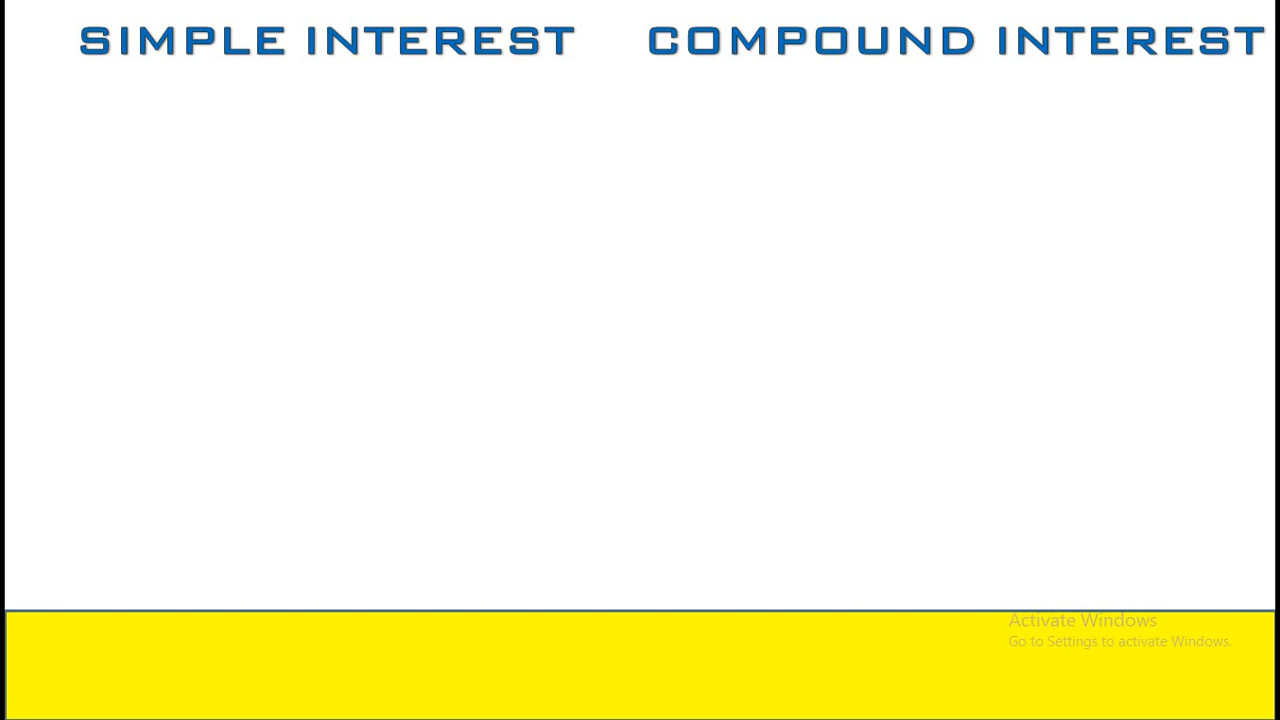 SIMPLE INTEREST COMPOUND INTEREST
Activate Windows
Go to Settings to activate Windows.